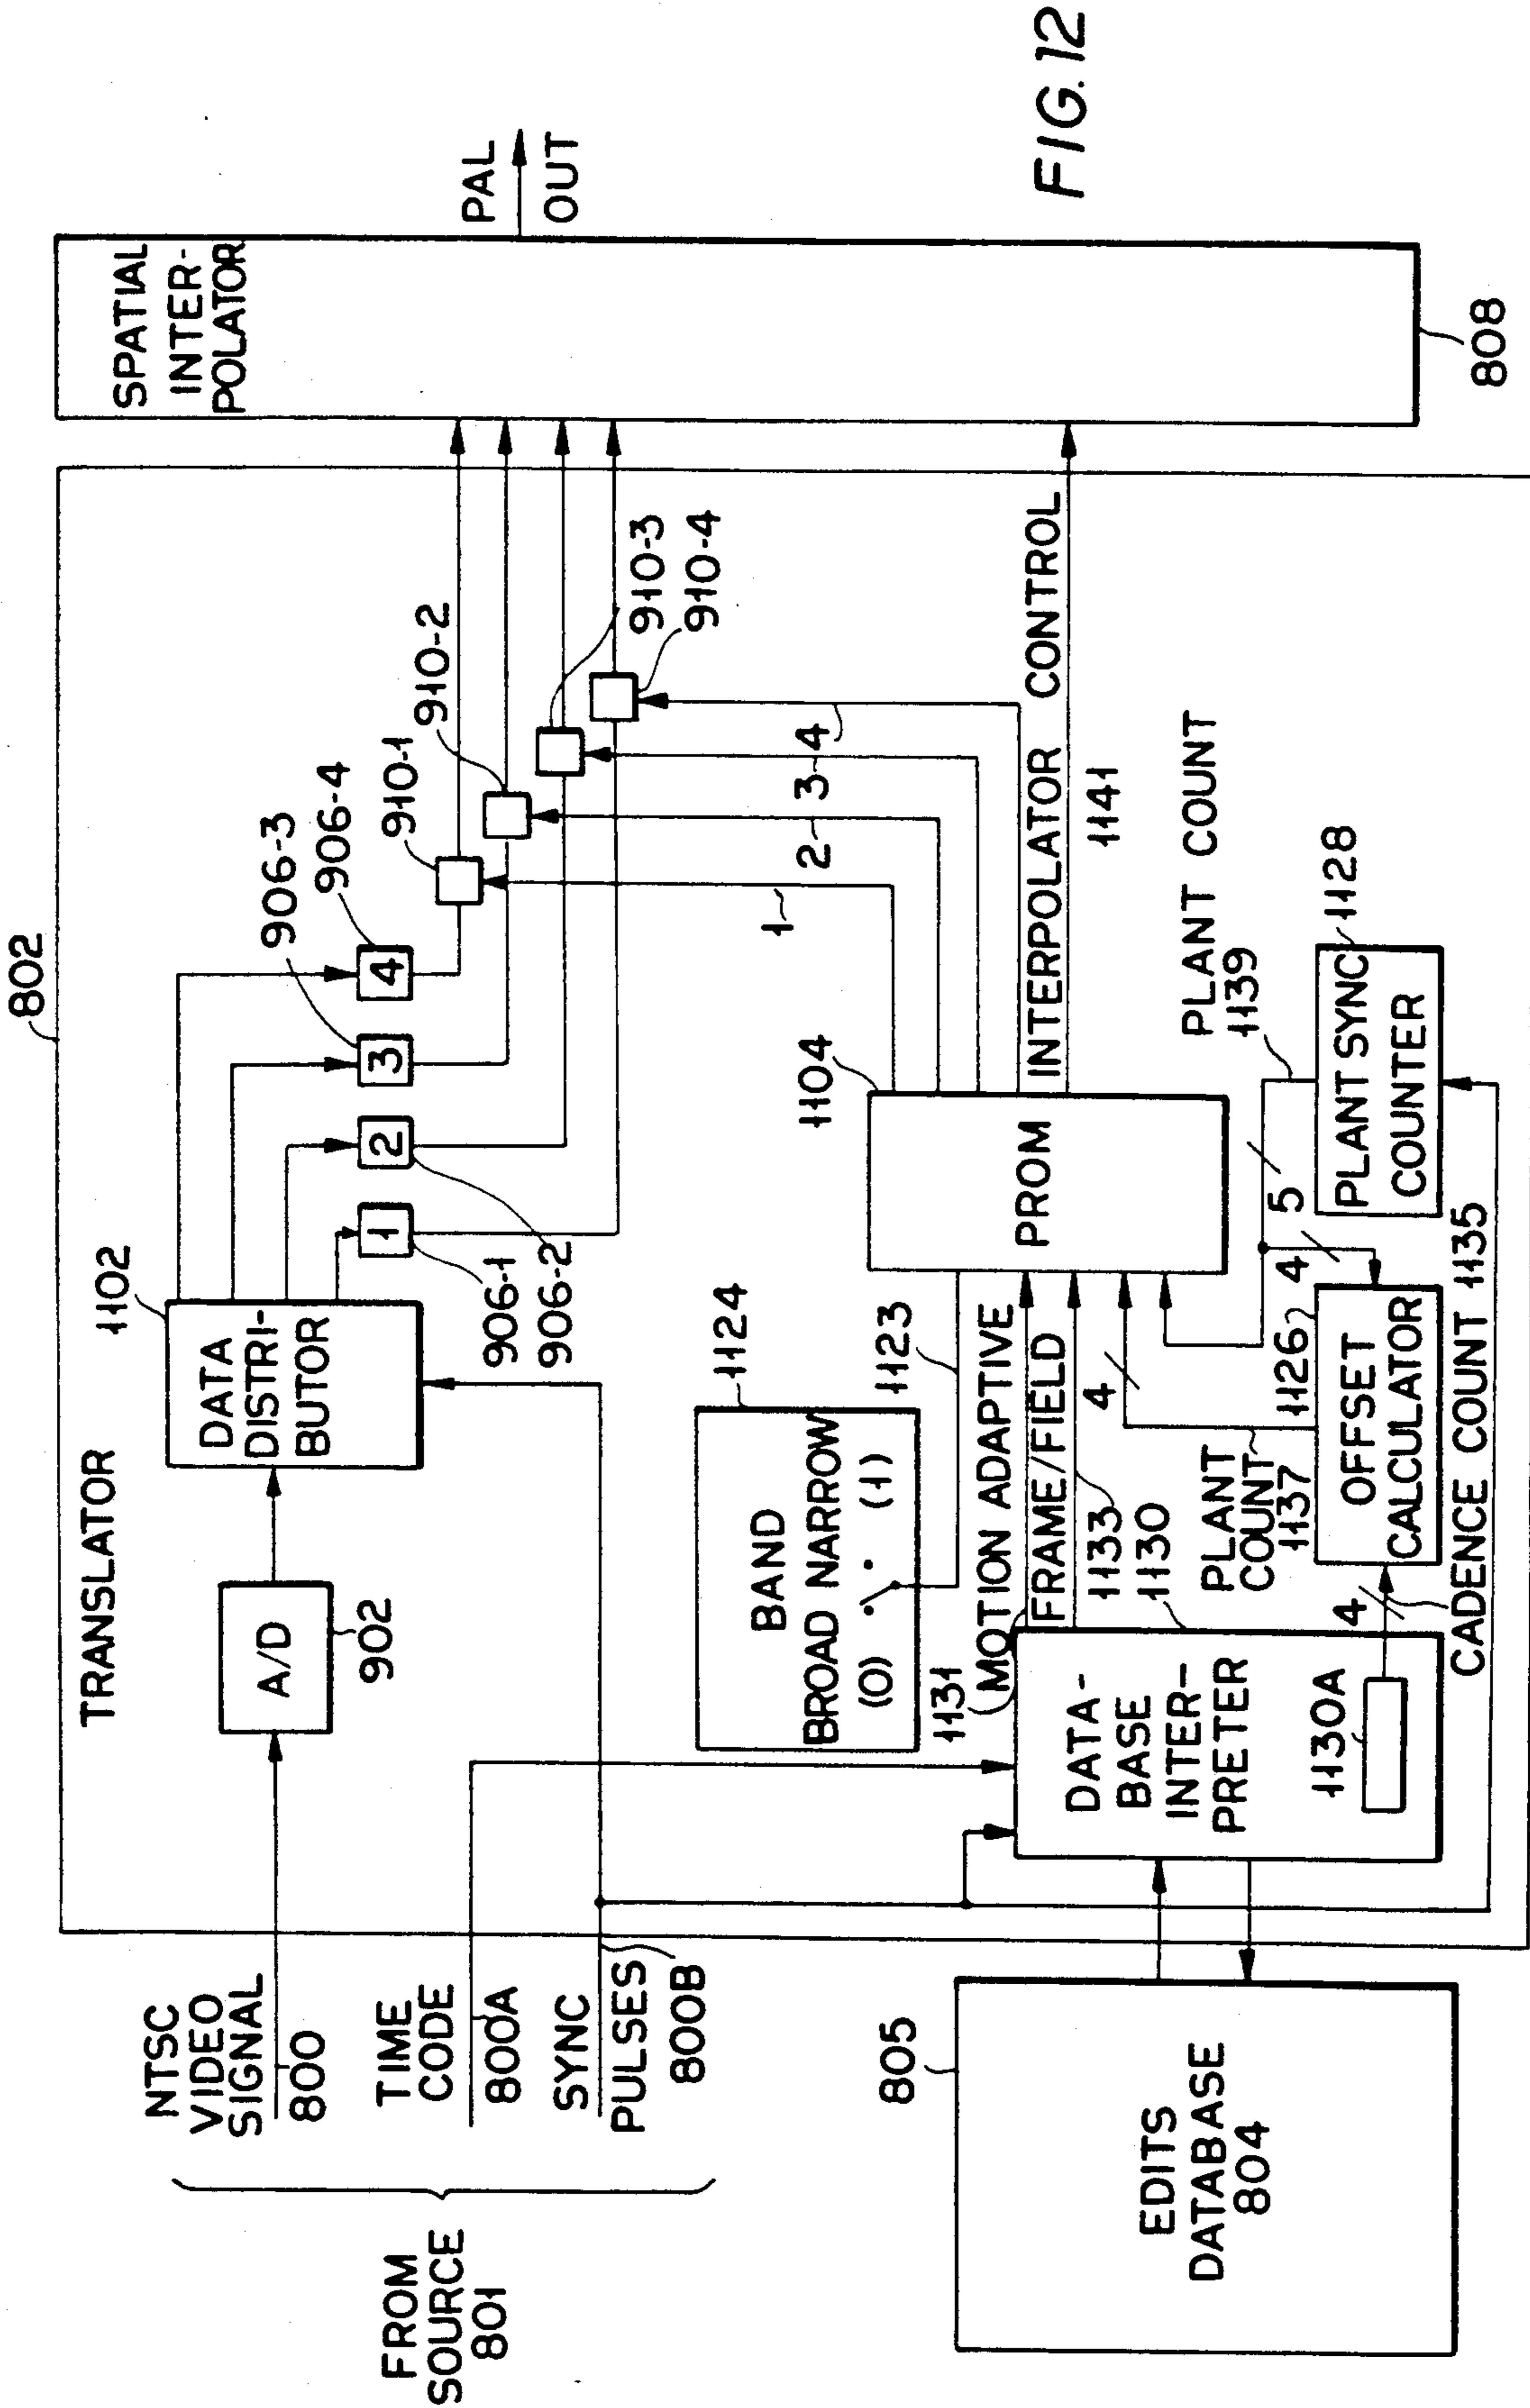 802
TRANSLATOR
NTSC
VIDEO
SIGNAL
800
TIME
CODE
800A
SYNC
PULSES
800B
FROM
SOURCE
801
A/D
902
1102
DATA
DISTRI-
BUTOR
906-3
906-4
4
3
2
1
906-1
906-2
910-1
910-2
910-3
910-4
SPATIAL
INTER-
POLATOR
808
PAL
OUT
1124
BAND
BROAD NARROW
(0) (1)
1123
1104
PROM
1
2
3
4
INTERPOLATOR CONTROL
1141
1131
MOTION ADAPTIVE
FRAME/FIELD
1133
1130
DATA-
BASE
INTER-
PRETER
1130A
4
PLANT
COUNT
1137
4
1126
OFFSET
CALCULATOR
4
5
PLANT COUNT
1139
PLANT SYNC
COUNTER
1128
CADENCE COUNT 1135
805
EDITS
DATABASE
804
FIG. 12